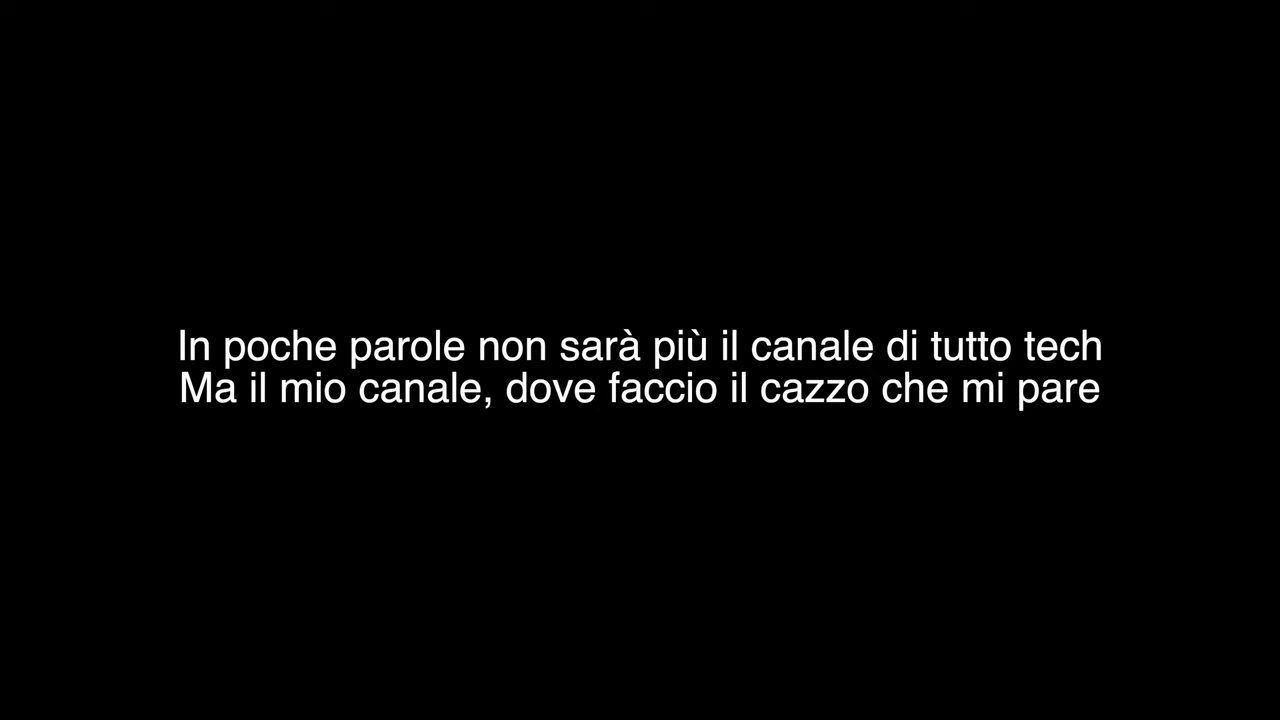 In poche parole non sarà più il canale di tutto tech
Ma il mio canale, dove faccio il cazzo che mi pare